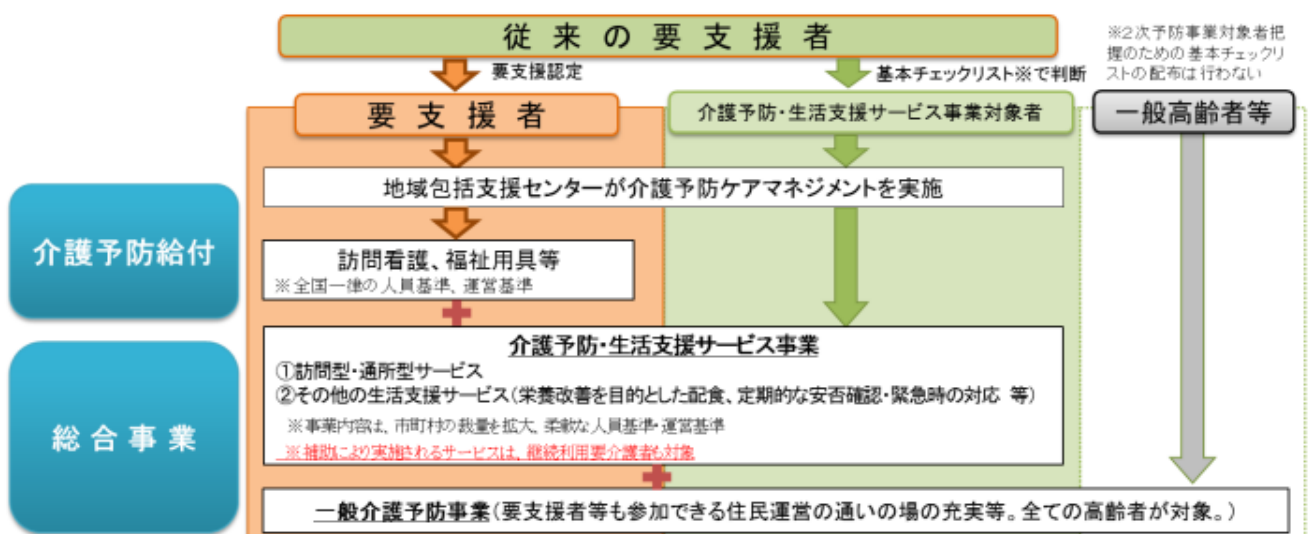 従来の要支援者
※2次予防事業対象者把
握のための基本チェックリ
ストの配布は行わない
要支援認定
基本チェックリスト※で判断
要支援者
介護予防・生活支援サービス事業対象者
一般高齢者等
地域包括支援センターが介護予防ケアマネジメントを実施
介護予防給付
訪問看護、福祉用具等
※全国一律の人員基準、運営基準
総合事業
介護予防・生活支援サービス事業
①訪問型・通所型サービス
②その他の生活支援サービス(栄養改善を目的とした配食、定期的な安否確認・緊急時の対応 等)
※事業内容は、市町村の裁量を拡大、柔軟な人員基準・運営基準
※補助により実施されるサービスは、継続利用要介護者も対象
一般介護予防事業(要支援者等も参加できる住民運営の通いの場の充実等。全ての高齢者が対象。)